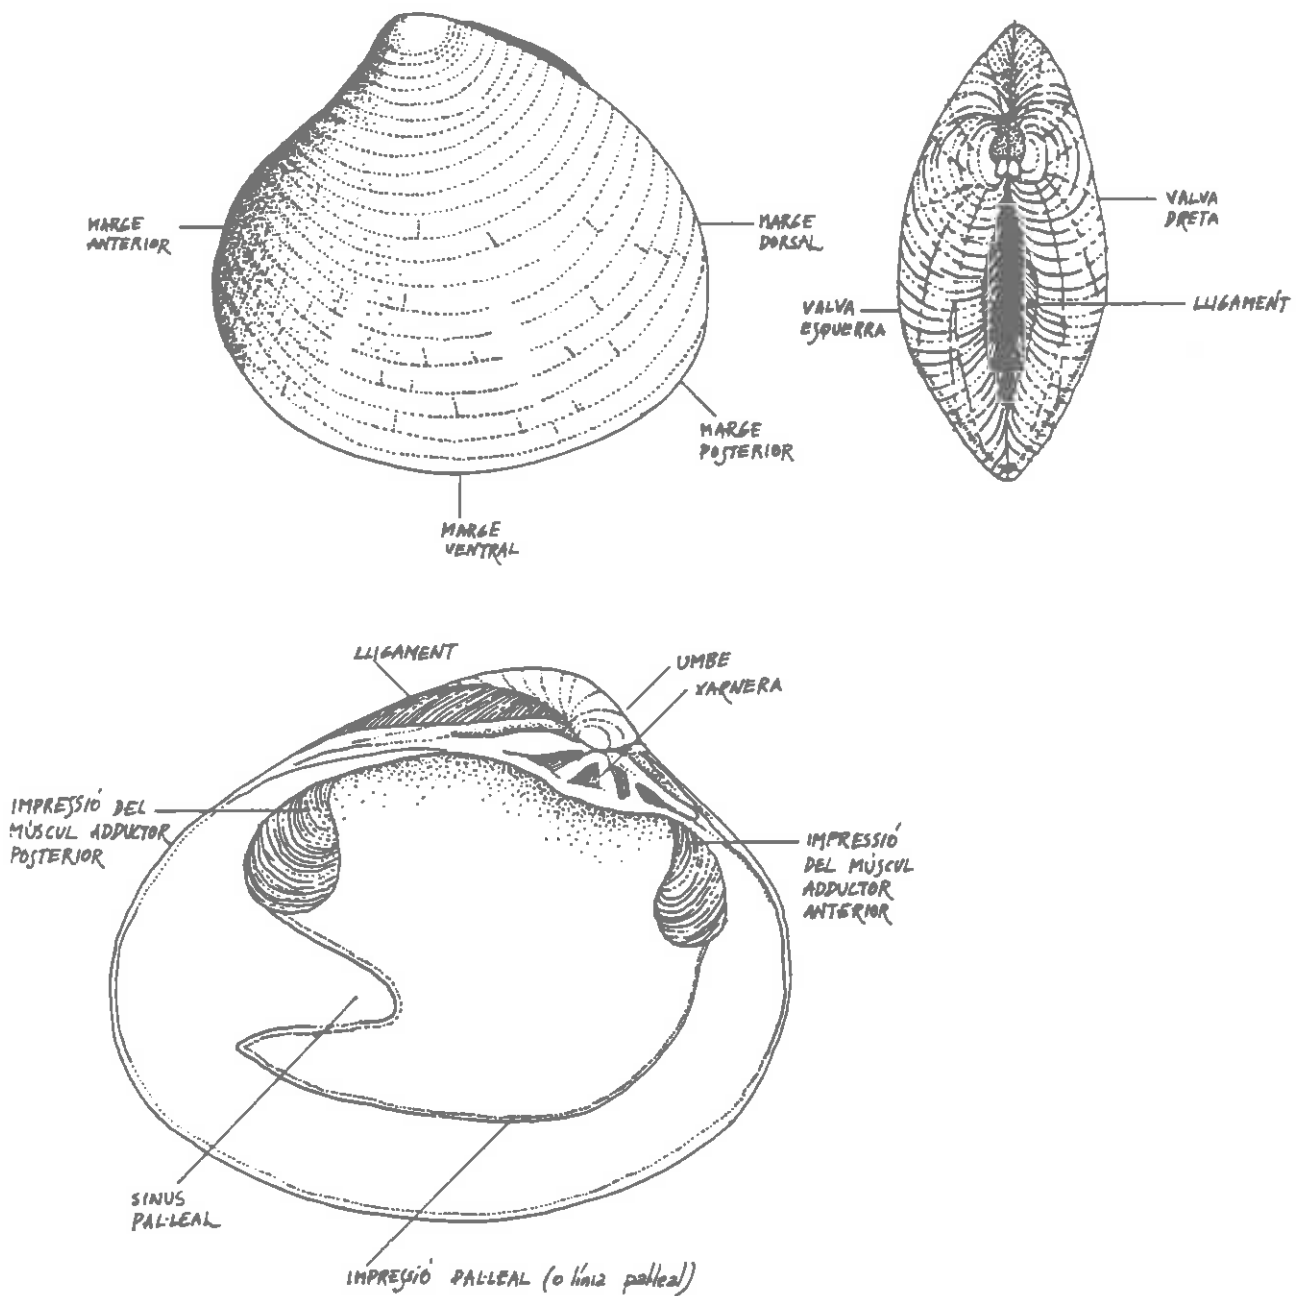 MARGE
ANTERIOR
MARGE
DORSAL
MARGE
POSTERIOR
MARGE
VENTRAL
VALVA
DRETA
VALVA
ESQUERRA
LLIGAMENT
LLIGAMENT
UMBE
XARNERA
IMPRESSIÓ DEL
MÚSCUL ADDUCTOR
POSTERIOR
IMPRESSIÓ
DEL MÚSCUL
ADDUCTOR
ANTERIOR
SINUS
PAL·LEAL
IMPRESSIÓ PAL·LEAL (o línia pal·leal)